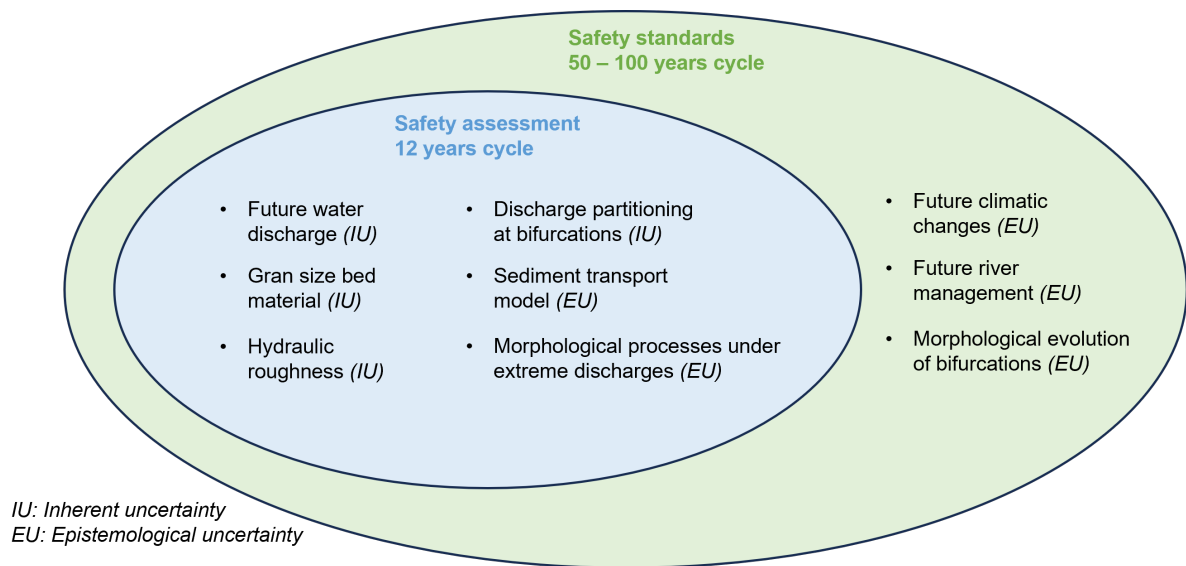 Safety standards
50 – 100 years cycle
Safety assessment
12 years cycle
• Future water
discharge (IU)
• Gran size bed
material (IU)
• Hydraulic
roughness (IU)
• Discharge partitioning
at bifurcations (IU)
• Sediment transport
model (EU)
• Morphological processes under
extreme discharges (EU)
• Future climatic
changes (EU)
• Future river
management (EU)
• Morphological evolution
of bifurcations (EU)
IU: Inherent uncertainty
EU: Epistemological uncertainty